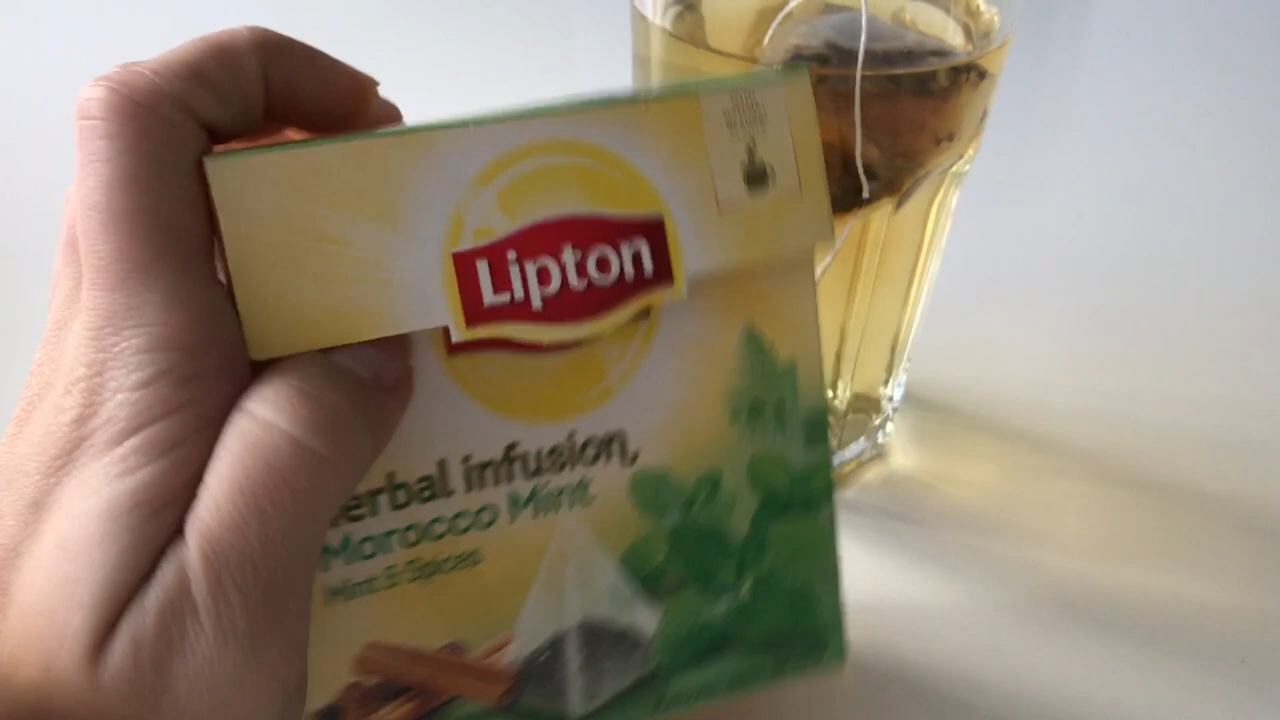 Lipton
erbal infusion,
Morocco Mint
Mint & Spices